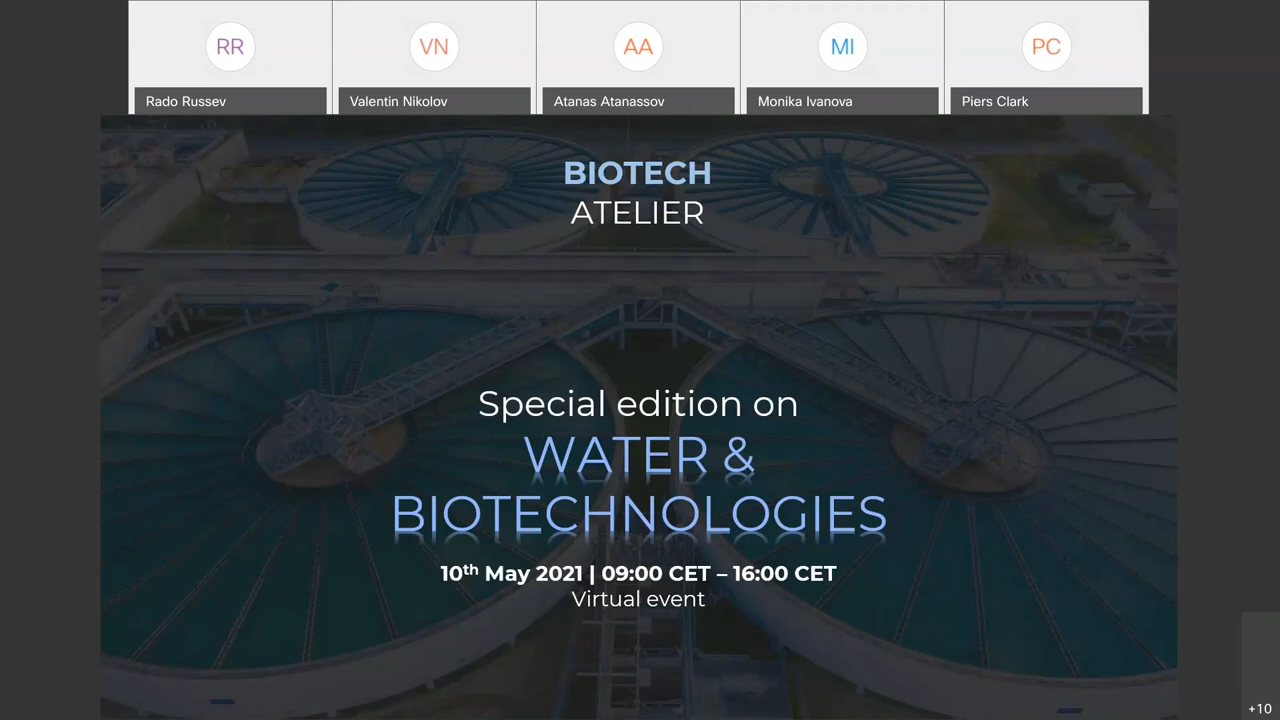 RR
VN
AA
MI
PC
Rado Russev
Valentin Nikolov
Atanas Atanassov
Monika Ivanova
Piers Clark
BIOTECH
ATELIER
Special edition on
WATER &
BIOTECHNOLOGIES
10th May 2021 | 09:00 CET – 16:00 CET
Virtual event
+10